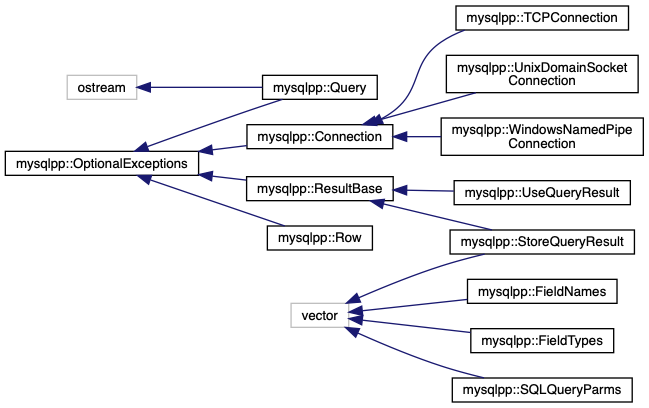 mysqlpp::TCPConnection
mysqlpp::UnixDomainSocket
Connection
ostream
mysqlpp::Query
mysqlpp::Connection
mysqlpp::WindowsNamedPipe
Connection
mysqlpp::OptionalExceptions
mysqlpp::ResultBase
mysqlpp::UseQueryResult
mysqlpp::Row
mysqlpp::StoreQueryResult
mysqlpp::FieldNames
vector
mysqlpp::FieldTypes
mysqlpp::SQLQueryParms